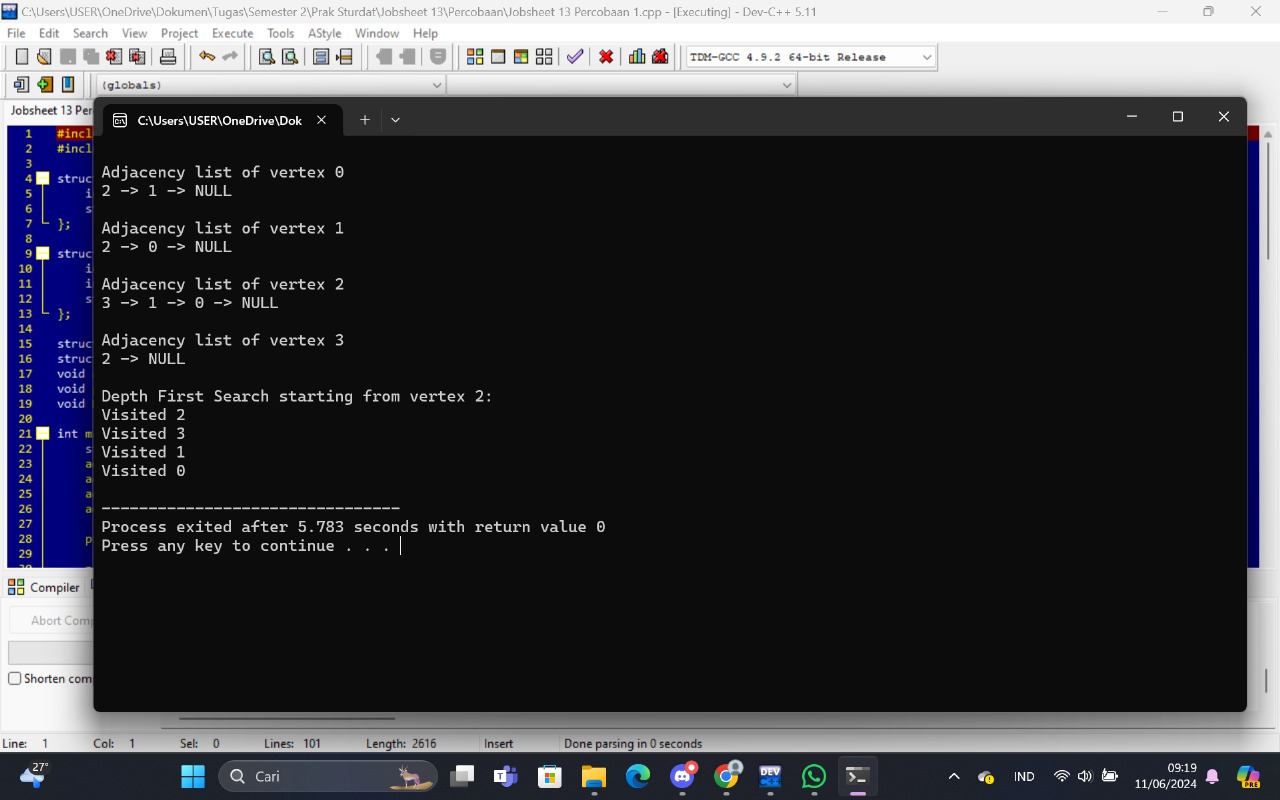 C:\Users\USER\OneDrive\Dokumen\Tugas\Semester 2\Prak Sturdat\Jobsheet 13\Percobaan\Jobsheet 13 Percobaan 1.cpp - [Executing] - Dev-C++ 5.11
File Edit Search View Project Execute Tools AStyle Window Help
TDM-GCC 4.9.2 64-bit Release
(globals)
Jobsheet 13 Per
C:\Users\USER\OneDrive\Dok
1 #incl
2 #incl
3
4 struc
5 i
6 s
7 };
8
9 struc
10 i
11 i
12 s
13 };
14
15 struc
16 struc
17 void
18 void
19 void
20
21 int m
22 s
23 a
24 a
25 a
26 a
27
28 p
29
Adjacency list of vertex 0
2 -> 1 -> NULL
Adjacency list of vertex 1
2 -> 0 -> NULL
Adjacency list of vertex 2
3 -> 1 -> 0 -> NULL
Adjacency list of vertex 3
2 -> NULL
Depth First Search starting from vertex 2:
Visited 2
Visited 3
Visited 1
Visited 0
--------------------------------
Process exited after 5.783 seconds with return value 0
Press any key to continue . . .
Compiler
Abort Comp
Shorten com
Line: 1 Col: 1 Sel: 0 Lines: 101 Length: 2616 Insert Done parsing in 0 seconds
27°
Cari
DEV
IND
09:19
11/06/2024
PRE